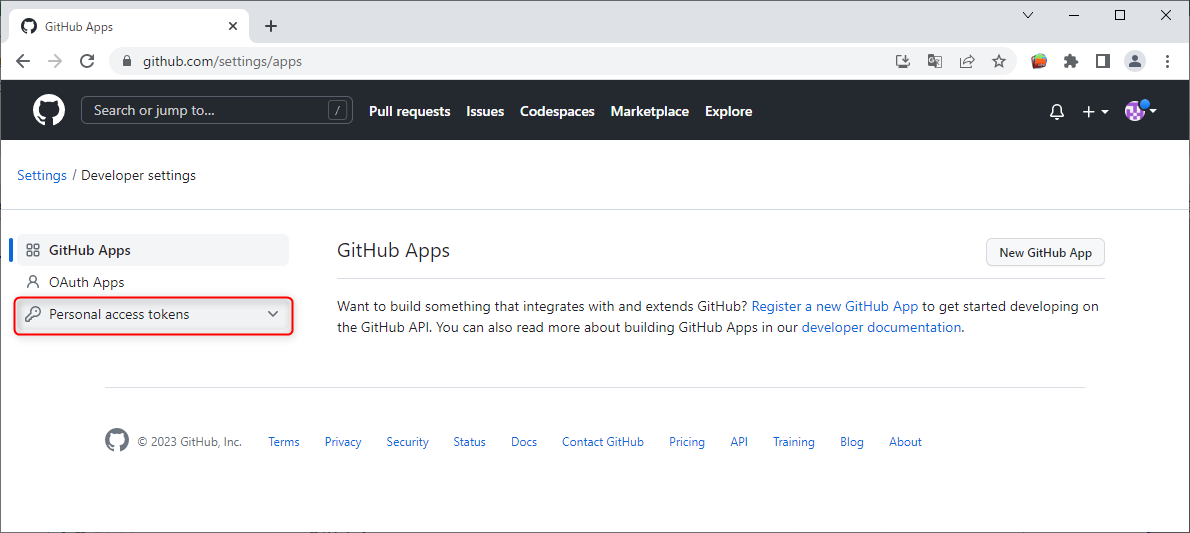 GitHub Apps
github.com/settings/apps
Search or jump to... /
Pull requests Issues Codespaces Marketplace Explore
Settings / Developer settings
GitHub Apps
OAuth Apps
Personal access tokens
GitHub Apps
New GitHub App
Want to build something that integrates with and extends GitHub? Register a new GitHub App to get started developing on
the GitHub API. You can also read more about building GitHub Apps in our developer documentation.
© 2023 GitHub, Inc. Terms Privacy Security Status Docs Contact GitHub Pricing API Training Blog About